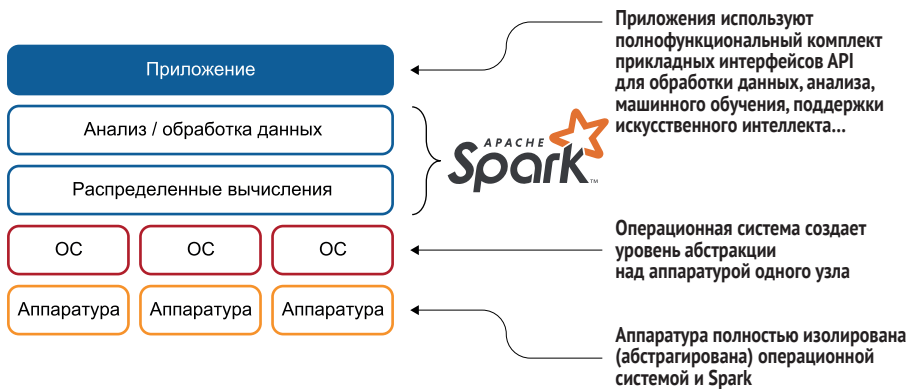 Приложения используют
полнофункциональный комплект
прикладных интерфейсов API
для обработки данных, анализа,
машинного обучения, поддержки
искусственного интеллекта...
Приложение
Анализ / обработка данных
Распределенные вычисления
APACHE
Spark™
ОС ОС ОС
Операционная система создает
уровень абстракции
над аппаратурой одного узла
Аппаратура Аппаратура Аппаратура
Аппаратура полностью изолирована
(абстрагирована) операционной
системой и Spark